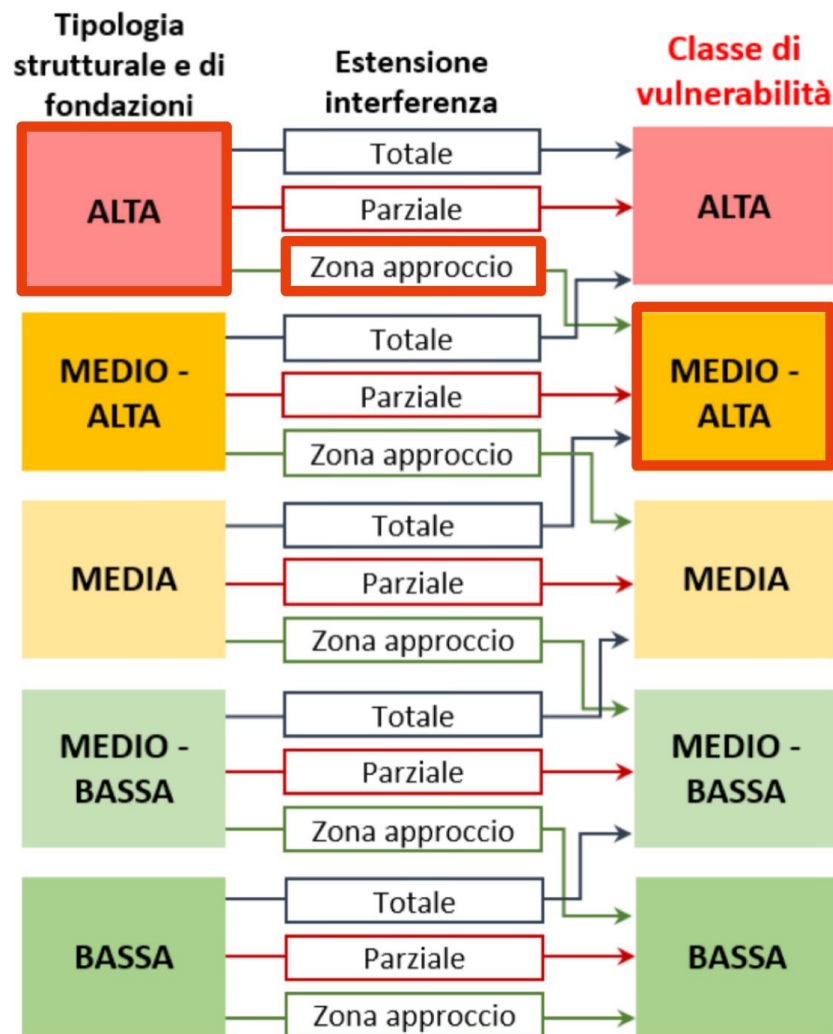 Tipologia
strutturale e di
fondazioni
Estensione
interferenza
Classe di
vulnerabilità
ALTA
Totale
Parziale
Zona approccio
ALTA
MEDIO -
ALTA
Totale
Parziale
Zona approccio
MEDIO -
ALTA
MEDIA
Totale
Parziale
Zona approccio
MEDIA
MEDIO -
BASSA
Totale
Parziale
Zona approccio
MEDIO -
BASSA
BASSA
Totale
Parziale
Zona approccio
BASSA